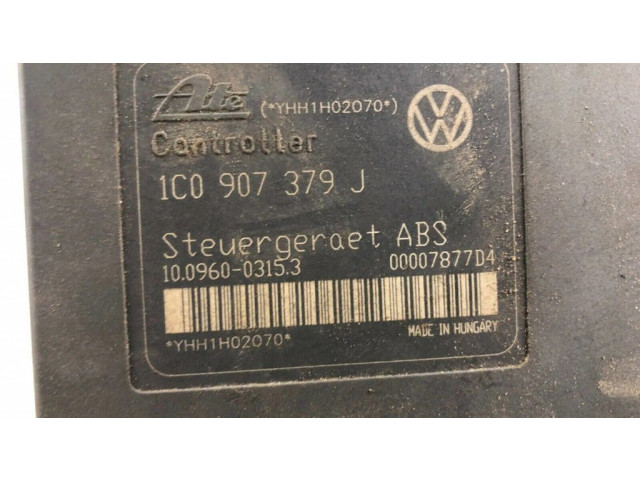 Ate (*YHH1H02070*)
Controller
1C0 907 379 J
Steuergeraet ABS
10.0960-0315.3 00007877D4
MADE IN HUNGARY
*YHH1H02070*